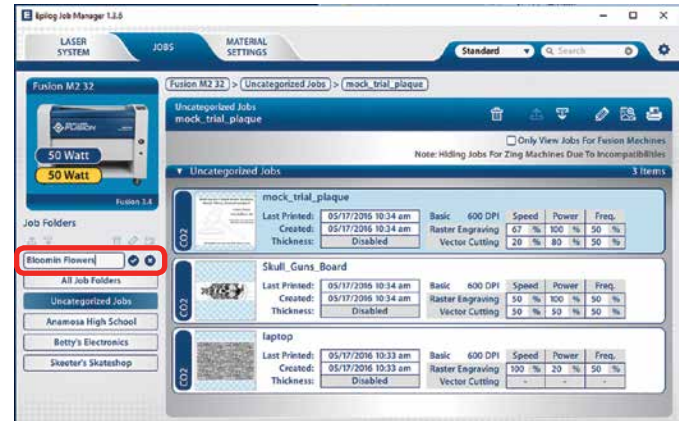 Epilog Job Manager 1.3.6
LASER SYSTEM
JOBS
MATERIAL SETTINGS
Standard
Search
Fusion M2 32
Fusion M2 32 > Uncategorized Jobs > mock_trial_plaque
Uncategorized Jobs
mock_trial_plaque
FUSION
50 Watt
50 Watt
Fusion 3.4
Only View Jobs For Fusion Machines
Note: Hiding Jobs For Zing Machines Due To Incompatibilities
Uncategorized Jobs 3 Items
Job Folders
Bloomin Flowers
All Job Folders
Uncategorized Jobs
Anamosa High School
Betty's Electronics
Skeeter's Skateshop
CO2
mock_trial_plaque
Last Printed: 05/17/2016 10:34 am Basic 600 DPI Speed Power Freq.
Created: 05/17/2016 10:34 am Raster Engraving 67 % 100 % 50 %
Thickness: Disabled Vector Cutting 20 % 80 % 50 %
CO2
Skull_Guns_Board
Last Printed: 05/17/2016 10:34 am Basic 600 DPI Speed Power Freq.
Created: 05/17/2016 10:34 am Raster Engraving 50 % 100 % 50 %
Thickness: Disabled Vector Cutting 50 % 50 % 50 %
CO2
laptop
Last Printed: 05/17/2016 10:33 am Basic 600 DPI Speed Power Freq.
Created: 05/17/2016 10:33 am Raster Engraving 100 % 20 % 50 %
Thickness: Disabled Vector Cutting - - -